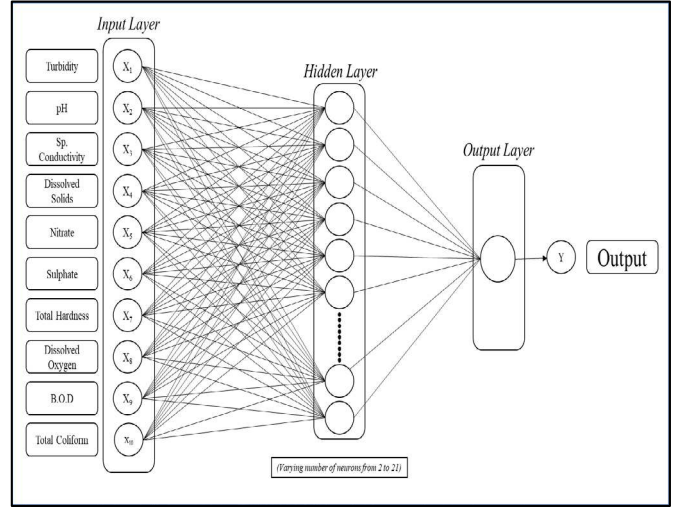 Input Layer
Hidden Layer
Output Layer
Turbidity
X1
pH
X2
Sp.
Conductivity
X3
Dissolved
Solids
X4
Nitrate
X5
Sulphate
X6
Total Hardness
X7
Dissolved
Oxygen
X8
B.O.D
X9
Total Coliform
X10
Y
Output
(Varying number of neurons from 2 to 21)